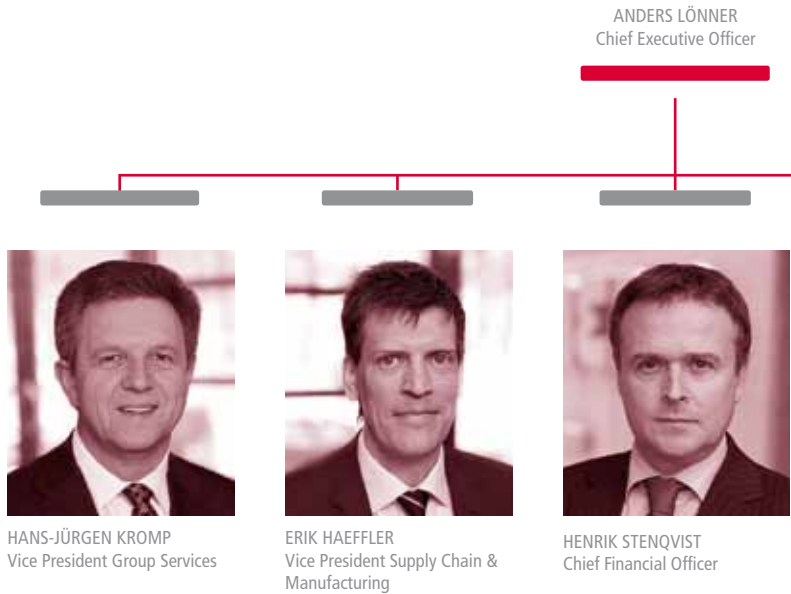 ANDERS LÖNNER
Chief Executive Officer
HANS-JÜRGEN KROMP
Vice President Group Services
ERIK HAEFFLER
Vice President Supply Chain &
Manufacturing
HENRIK STENQVIST
Chief Financial Officer